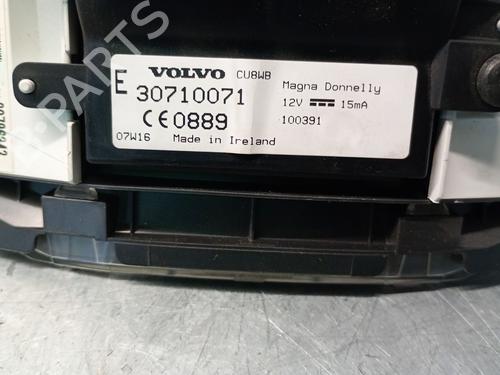 VOLVO CU8WB
E 30710071
CE0889
07W16 Made in Ireland
Magna Donnelly
12V 15mA
100391
B-PARTS